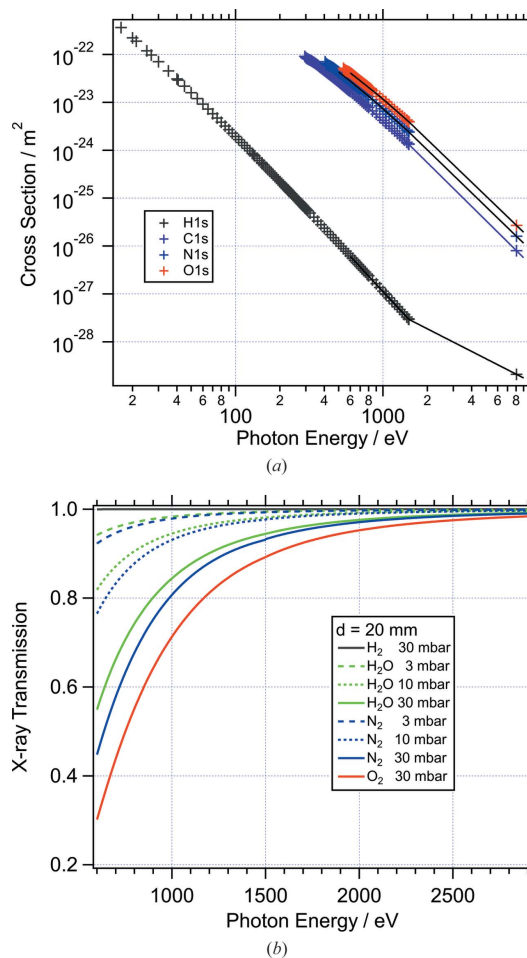 10⁻²²
10⁻²³
10⁻²⁴
10⁻²⁵
10⁻²⁶
10⁻²⁷
10⁻²⁸
Cross Section / m²
H1s
C1s
N1s
O1s
2 4 6 8 100 2 4 6 8 1000 2 4 6 8
Photon Energy / eV
(a)
1.0
0.8
0.6
0.4
0.2
X-ray Transmission
d = 20 mm
H₂ 30 mbar
H₂O 3 mbar
H₂O 10 mbar
H₂O 30 mbar
N₂ 3 mbar
N₂ 10 mbar
N₂ 30 mbar
O₂ 30 mbar
1000 1500 2000 2500
Photon Energy / eV
(b)